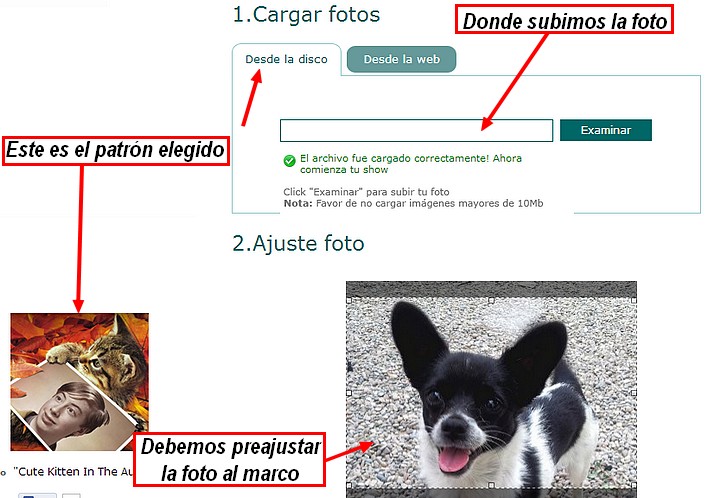 1.Cargar fotos
Donde subimos la foto
Desde la disco
Desde la web
Examinar
Este es el patrón elegido
El archivo fue cargado correctamente! Ahora
comienza tu show
Click "Examinar" para subir tu foto
Nota: Favor de no cargar imágenes mayores de 10Mb
2.Ajuste foto
Debemos preajustar
la foto al marco
"Cute Kitten In The Au